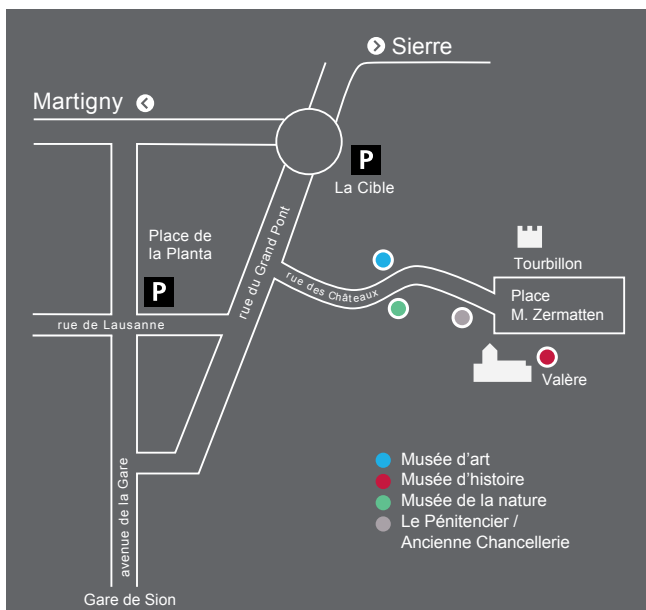 Sierre
Martigny
P
La Cible
Place de
la Planta
P
rue du Grand Pont
rue des Châteaux
Tourbillon
Place
M. Zermatten
rue de Lausanne
Valère
avenue de la Gare
Musée d'art
Musée d'histoire
Musée de la nature
Le Pénitencier /
Ancienne Chancellerie
Gare de Sion